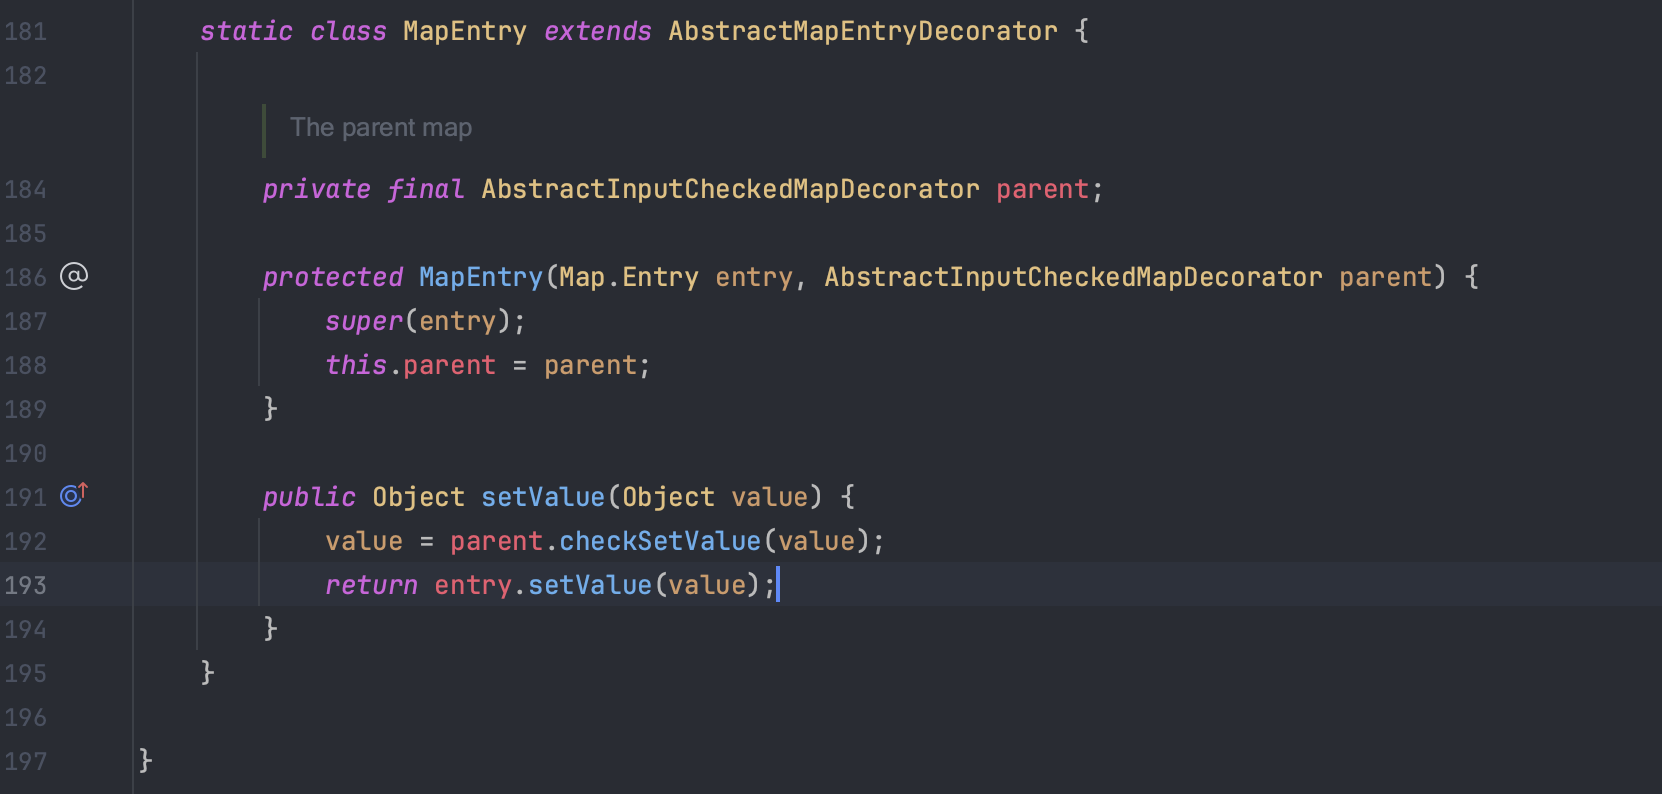 181 static class MapEntry extends AbstractMapEntryDecorator {
182
The parent map
184 private final AbstractInputCheckedMapDecorator parent;
185
186 protected MapEntry(Map.Entry entry, AbstractInputCheckedMapDecorator parent) {
187 super(entry);
188 this.parent = parent;
189 }
190
191 public Object setValue(Object value) {
192 value = parent.checkSetValue(value);
193 return entry.setValue(value);
194 }
195 }
196
197 }